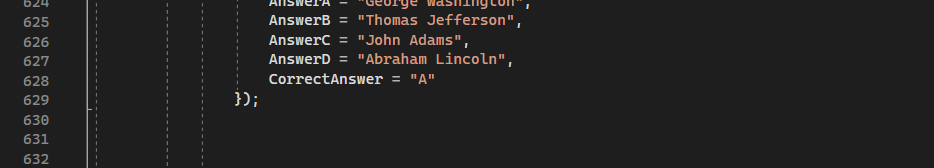 624 AnswerA = "George Washington",
625 AnswerB = "Thomas Jefferson",
626 AnswerC = "John Adams",
627 AnswerD = "Abraham Lincoln",
628 CorrectAnswer = "A"
629 });
630
631
632